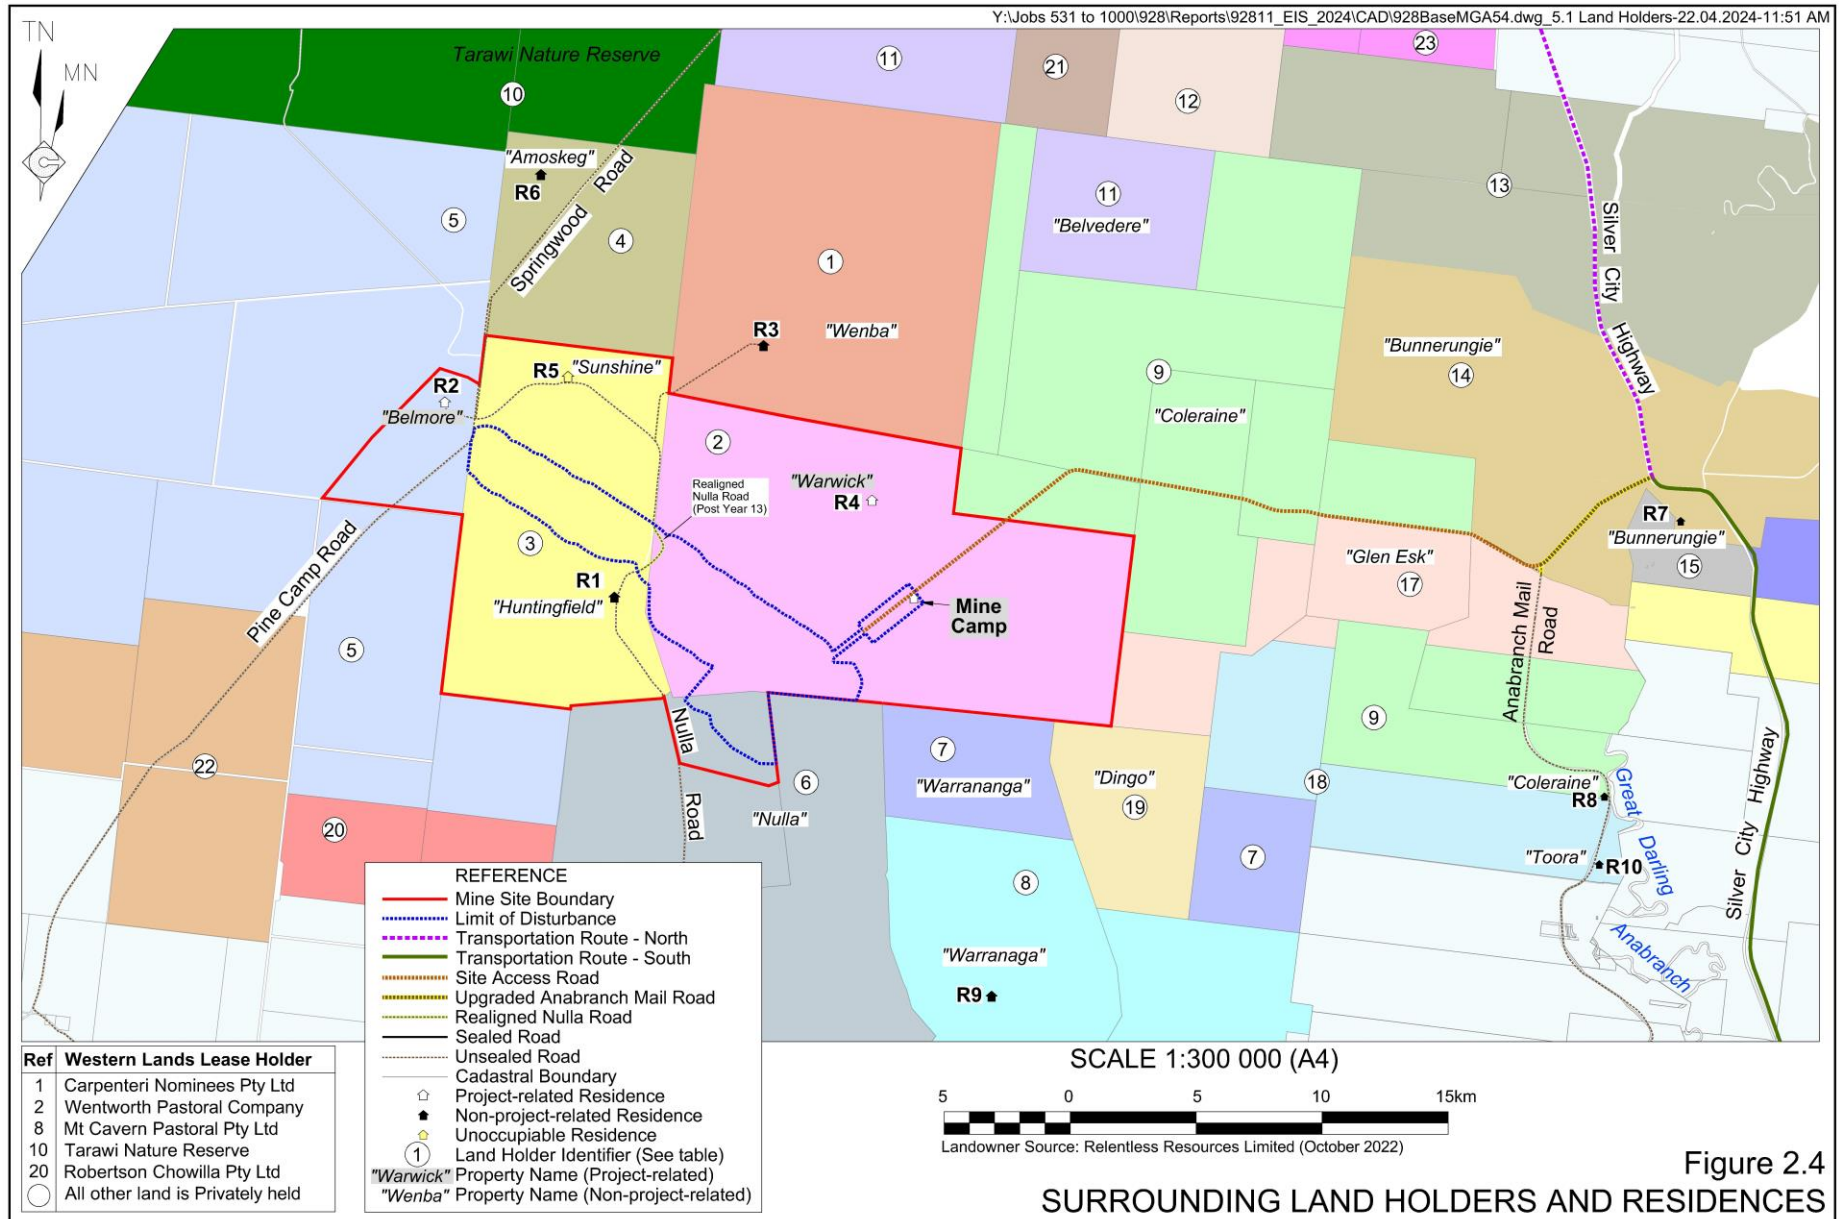 Y:\Jobs 531 to 1000\928\Reports\92811_EIS_2024\CAD\928BaseMGA54.dwg_5.1 Land Holders-22.04.2024-11:51 AM
TN
MN
Tarawi Nature Reserve
10
11
21
12
23
"Amoskeg"
R6
Springwood Road
5
4
1
11
"Belvedere"
13
Silver City Highway
R3
"Wenba"
"Bunnerungie"
14
R5
"Sunshine"
R2
"Belmore"
9
"Coleraine"
2
"Warwick"
R4
Realigned
Nulla Road
(Post Year 13)
3
Pine Camp Road
R1
"Huntingfield"
Mine
Camp
"Glen Esk"
17
R7
"Bunnerungie"
15
Anabranch Mail
Road
5
22
20
Nulla
Road
6
"Nulla"
7
"Warrananga"
"Dingo"
19
18
9
7
8
"Coleraine"
R8
"Toora"
R10
Great Darling
Anabranch
Silver City Highway
"Warranaga"
R9
REFERENCE
Mine Site Boundary
Limit of Disturbance
Transportation Route - North
Transportation Route - South
Site Access Road
Upgraded Anabranch Mail Road
Realigned Nulla Road
Sealed Road
Unsealed Road
Cadastral Boundary
Project-related Residence
Non-project-related Residence
Unoccupiable Residence
1 Land Holder Identifier (See table)
"Warwick" Property Name (Project-related)
"Wenba" Property Name (Non-project-related)
Ref Western Lands Lease Holder
1 Carpenteri Nominees Pty Ltd
2 Wentworth Pastoral Company
8 Mt Cavern Pastoral Pty Ltd
10 Tarawi Nature Reserve
20 Robertson Chowilla Pty Ltd
All other land is Privately held
SCALE 1:300 000 (A4)
5 0 5 10 15km
Landowner Source: Relentless Resources Limited (October 2022)
Figure 2.4
SURROUNDING LAND HOLDERS AND RESIDENCES